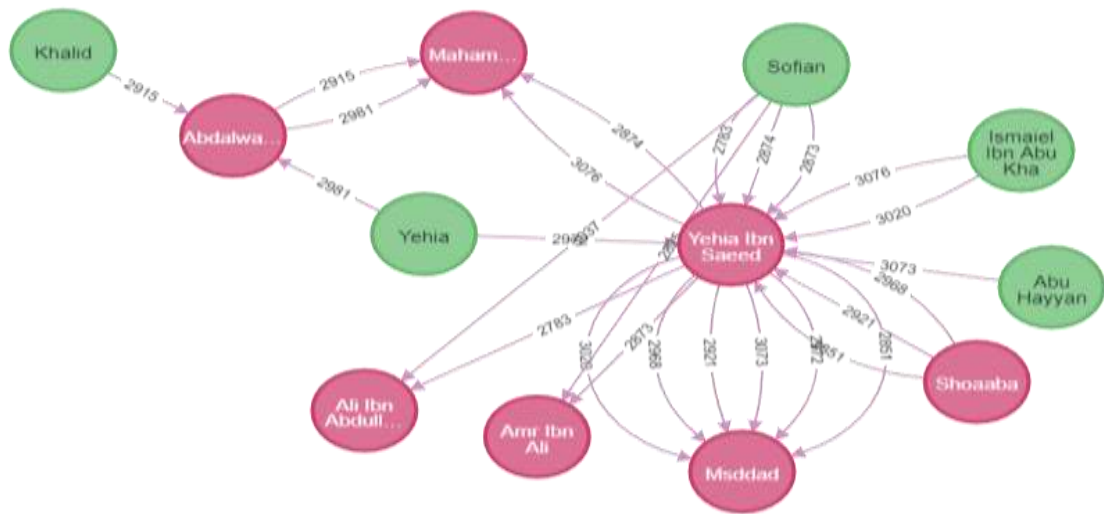 Khalid
Maham...
Sofian
2915
2915
2981
Abdalwa...
2874
2783
2874
2873
Ismaiel
Ibn Abu
Kha
2981
3076
3076
3020
Yehia
Yehia Ibn
Saeed
3073
2968
Abu
Hayyan
2783
2873
2968
2921
3073
2921
2851
Shoaaba
Ali Ibn
Abdull...
Amr Ibn
Ali
Msddad